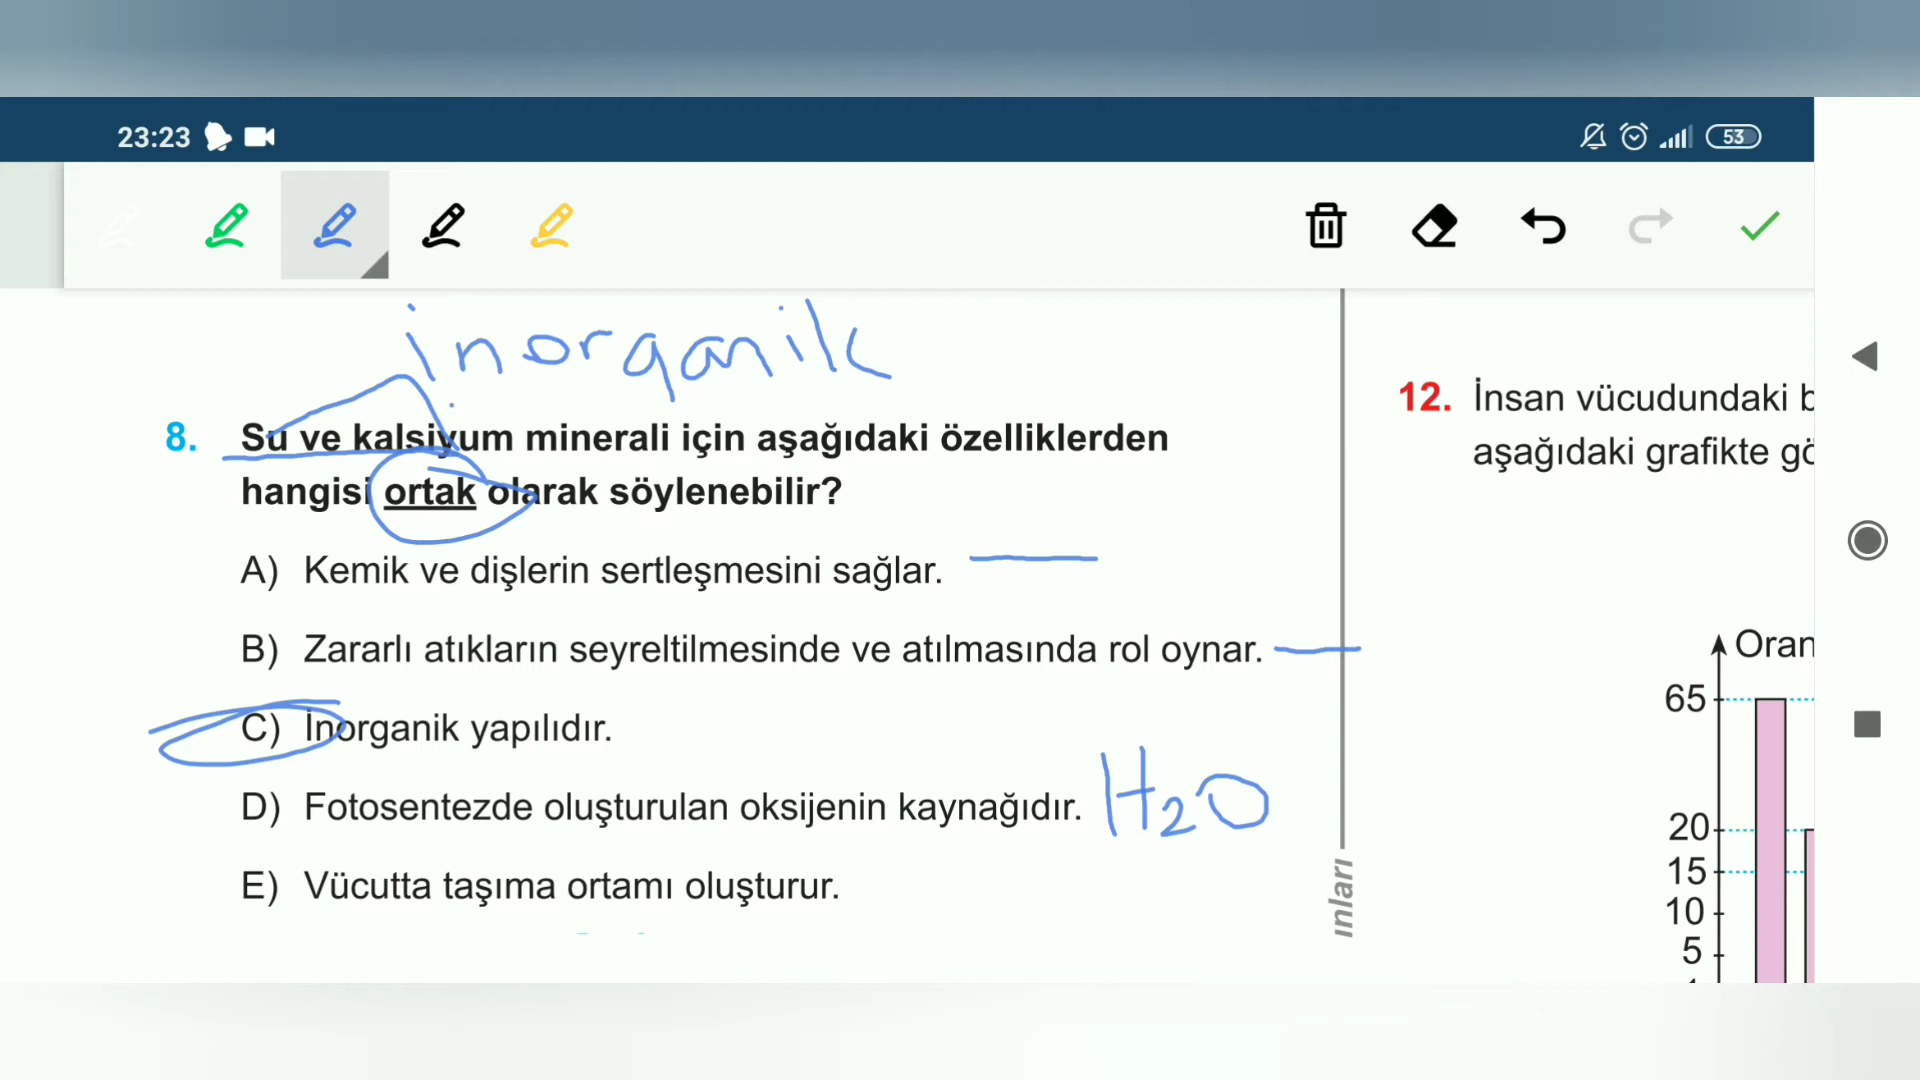 23:23
53
inorganik
8. Su ve kalsiyum minerali için aşağıdaki özelliklerden
hangisi ortak olarak söylenebilir?
A) Kemik ve dişlerin sertleşmesini sağlar.
B) Zararlı atıkların seyreltilmesinde ve atılmasında rol oynar.
C) İnorganik yapılıdır.
D) Fotosentezde oluşturulan oksijenin kaynağıdır. H2O
E) Vücutta taşıma ortamı oluşturur.
ınları
12. İnsan vücudundaki b
aşağıdaki grafikte gö
Oran
65
20
15
10
5